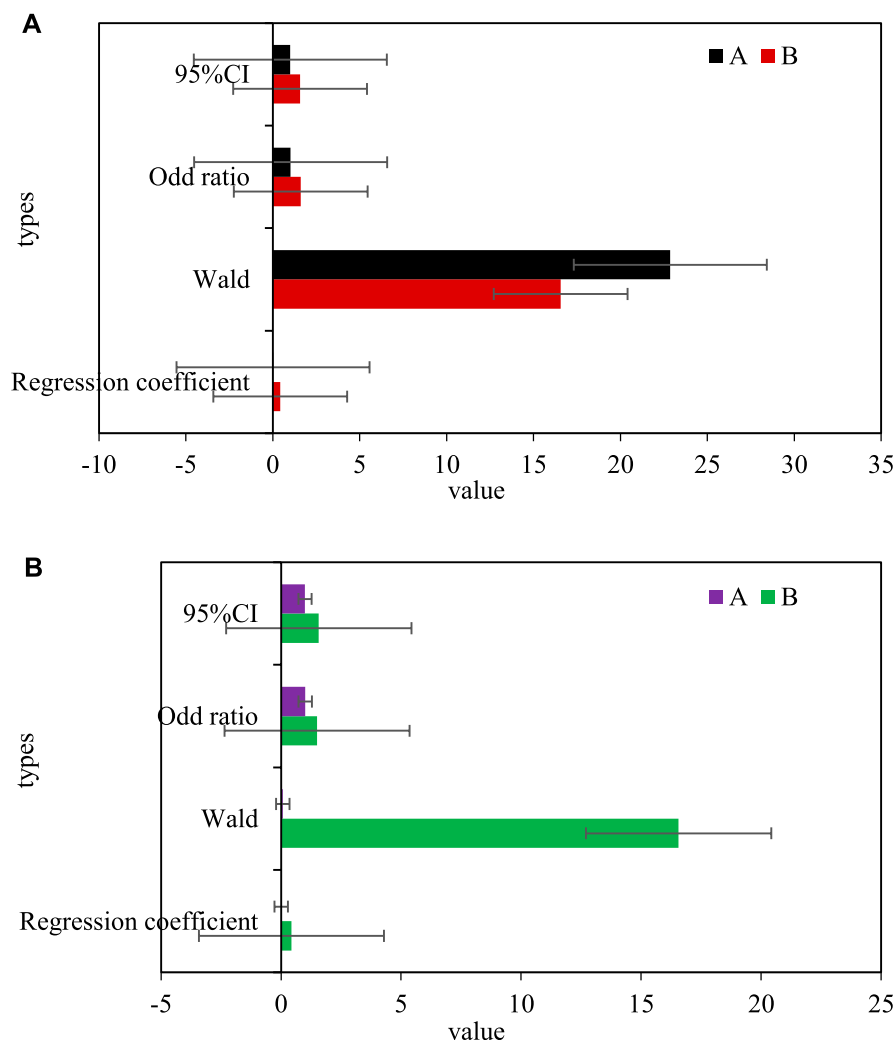 A
A B
95%CI
Odd ratio
types
Wald
Regression coefficient
-10 -5 0 5 10 15 20 25 30 35
value
B
A B
95%CI
Odd ratio
types
Wald
Regression coefficient
-5 0 5 10 15 20 25
value